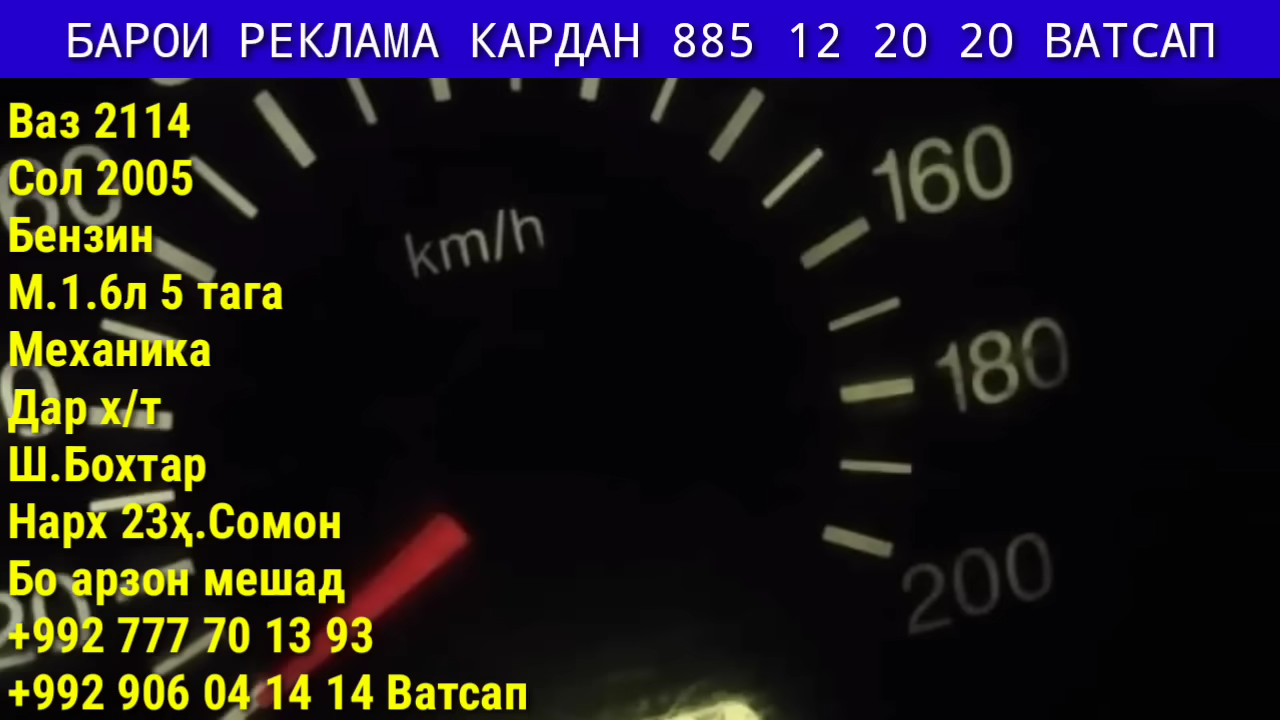 БАРОИ РЕКЛАМА КАРДАН 885 12 20 20 ВАТСАП
Ваз 2114
Сол 2005
Бензин
М.1.6л 5 тага
Механика
Дар х/т
Ш.Бохтар
Нарх 23ҳ.Сомон
Бо арзон мешад
+992 777 70 13 93
+992 906 04 14 14 Ватсап
km/h
160
180
200
60
20